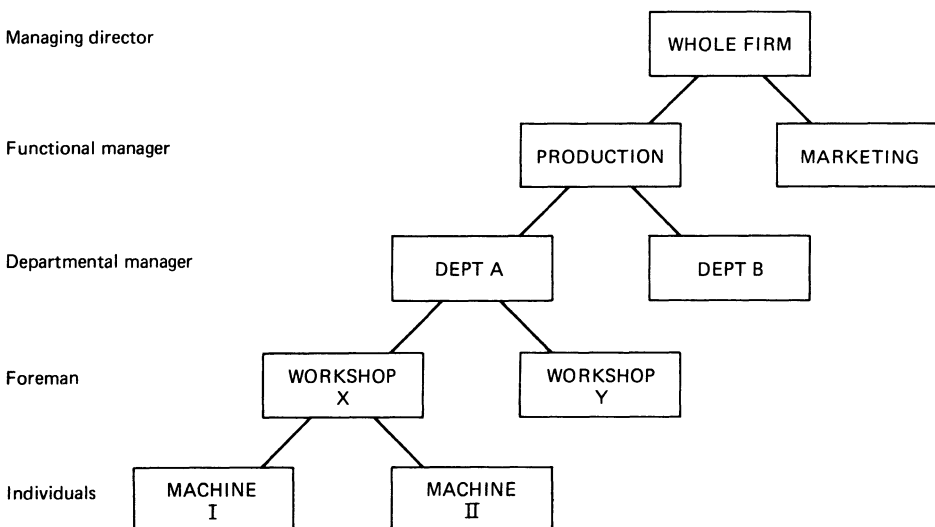 Managing director
WHOLE FIRM
Functional manager
PRODUCTION
MARKETING
Departmental manager
DEPT A
DEPT B
Foreman
WORKSHOP
X
WORKSHOP
Y
Individuals
MACHINE
I
MACHINE
II